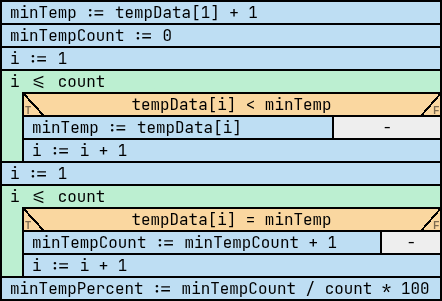 minTemp := tempData[1] + 1
minTempCount := 0
i := 1
i ⩽ count
tempData[i] < minTemp
T F
minTemp := tempData[i] -
i := i + 1
i := 1
i ⩽ count
tempData[i] = minTemp
T F
minTempCount := minTempCount + 1 -
i := i + 1
minTempPercent := minTempCount / count * 100